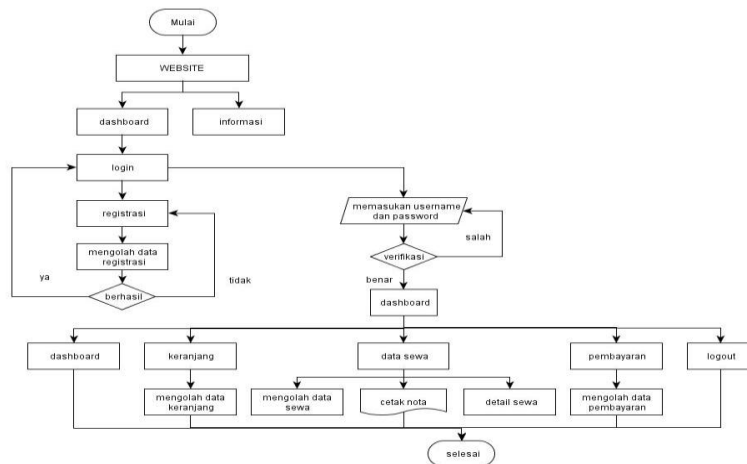 Mulai
WEBSITE
dashboard
informasi
login
registrasi
memasukan username
dan password
salah
mengolah data
registrasi
verifikasi
ya
tidak
benar
berhasil
dashboard
dashboard
keranjang
data sewa
pembayaran
logout
mengolah data
keranjang
mengolah data
sewa
cetak nota
detail sewa
mengolah data
pembayaran
selesai